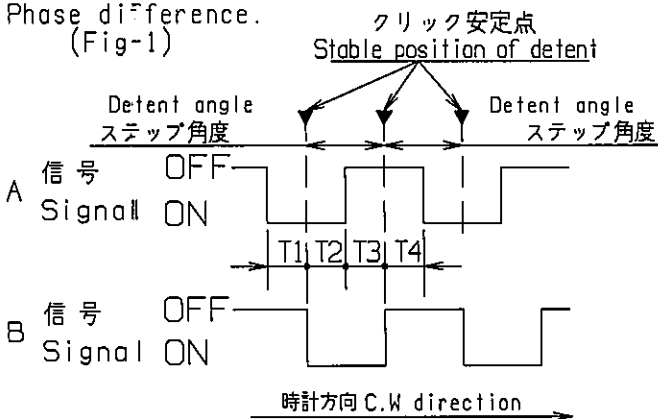 Phase difference.
(Fig-1)
クリック安定点
Stable position of detent
Detent angle
ステップ角度
Detent angle
ステップ角度
A 信号 OFF
Signal ON
T1 T2 T3 T4
B 信号 OFF
Signal ON
時計方向 C.W direction